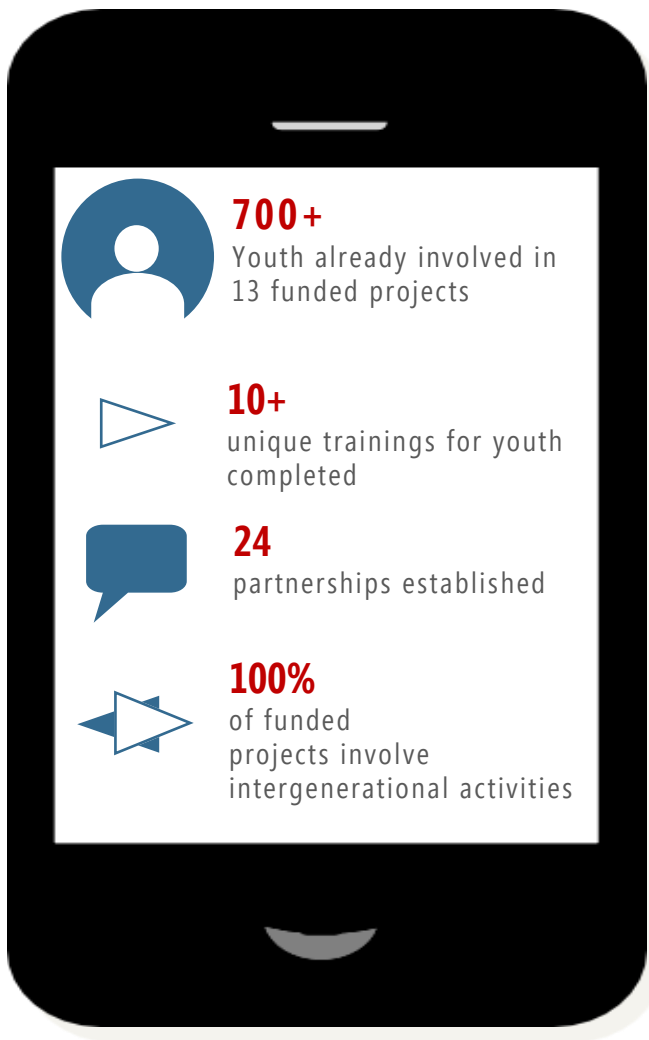 700+
Youth already involved in
13 funded projects
10+
unique trainings for youth
completed
24
partnerships established
100%
of funded
projects involve
intergenerational activities